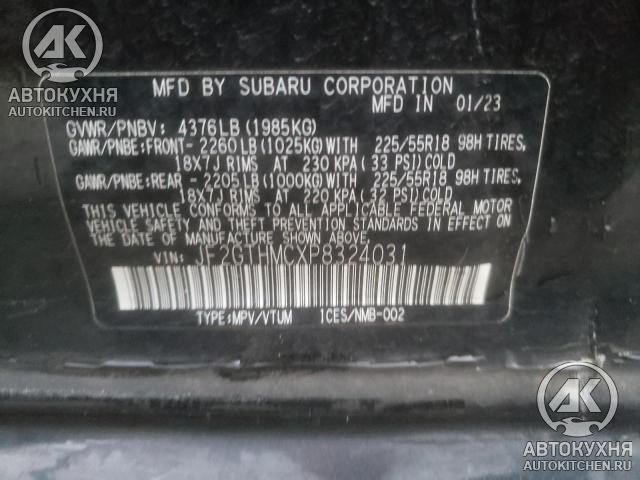 АК
АВТОКУХНЯ
AUTOKITCHEN.RU
MFD BY SUBARU CORPORATION
MFD IN 01/23
GVWR/PNBV: 4376LB (1985KG)
GAWR/PNBE:FRONT- 2260LB (1025KG) WITH 225/55R18 98H TIRES,
18X7J RIMS AT 230 KPA (33 PSI) COLD
GAWR/PNBE:REAR - 2205LB (1000KG) WITH 225/55R18 98H TIRES,
18X7J RIMS AT 220 KPA (32 PSI) COLD
THIS VEHICLE CONFORMS TO ALL APPLICABLE FEDERAL MOTOR
VEHICLE SAFETY AND THEFT PREVENTION STANDARDS IN EFFECT ON
THE DATE OF MANUFACTURE SHOWN ABOVE.
VIN: JF2GTHMCXP8324031
TYPE:MPV/VTUM ICES/NMB-002
АК
АВТОКУХНЯ
AUTOKITCHEN.RU